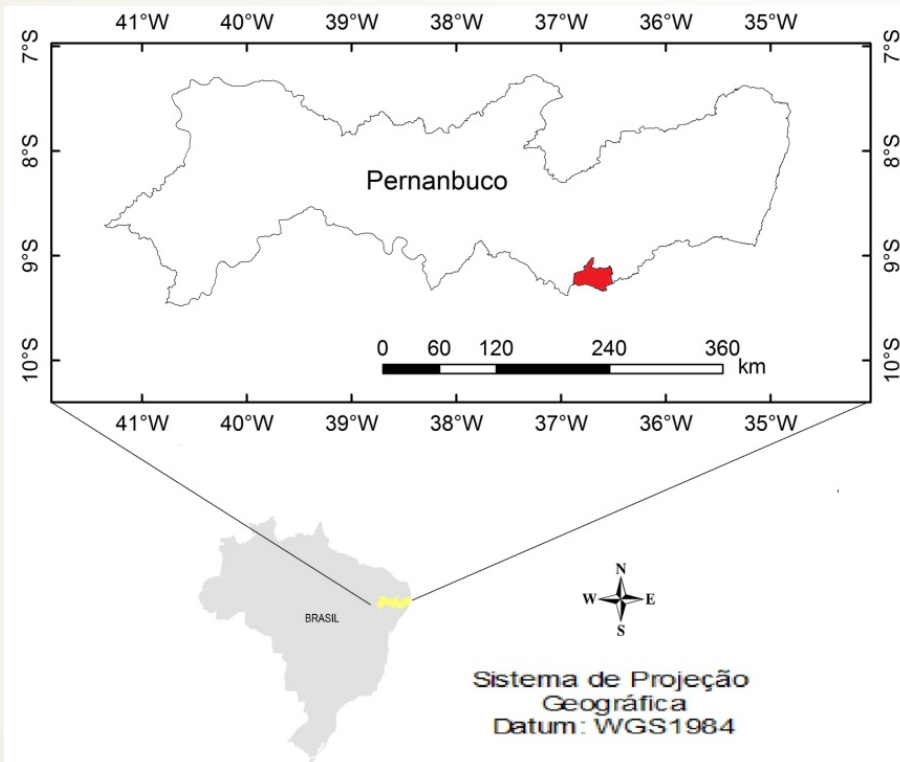 41°W 40°W 39°W 38°W 37°W 36°W 35°W
7°S 7°S
8°S 8°S
Pernanbuco
9°S 9°S
0 60 120 240 360
km
10°S 10°S
41°W 40°W 39°W 38°W 37°W 36°W 35°W
N
W E
S
BRASIL
Sistema de Projeção
Geográfica
Datum: WGS1984